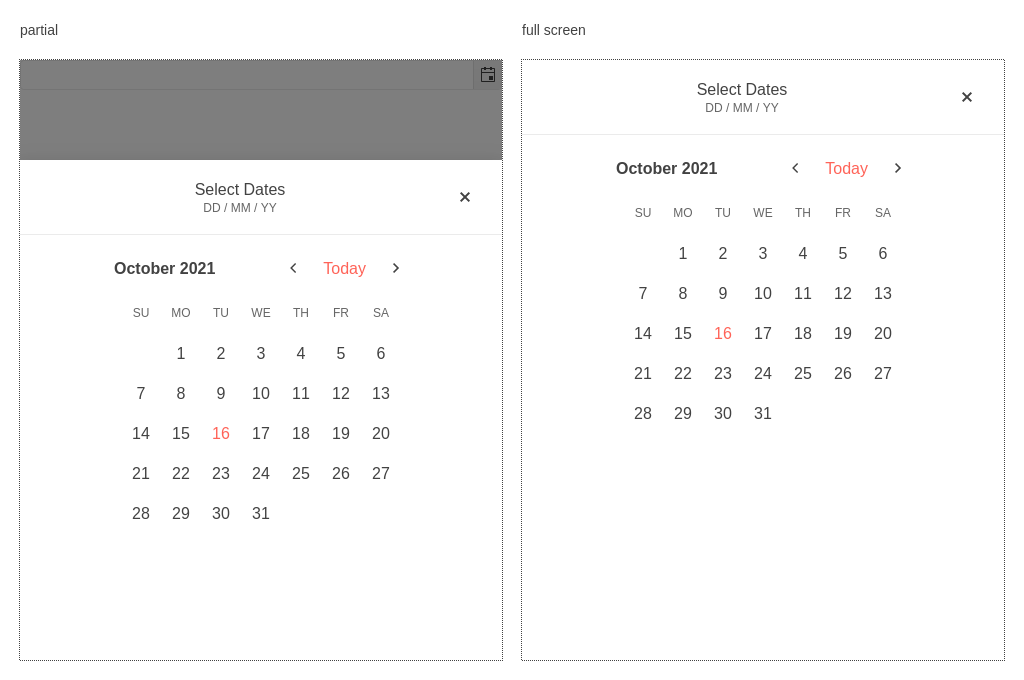 partial
Select Dates
DD / MM / YY
October 2021 Today
SU MO TU WE TH FR SA
1 2 3 4 5 6
7 8 9 10 11 12 13
14 15 16 17 18 19 20
21 22 23 24 25 26 27
28 29 30 31
full screen
Select Dates
DD / MM / YY
October 2021 Today
SU MO TU WE TH FR SA
1 2 3 4 5 6
7 8 9 10 11 12 13
14 15 16 17 18 19 20
21 22 23 24 25 26 27
28 29 30 31